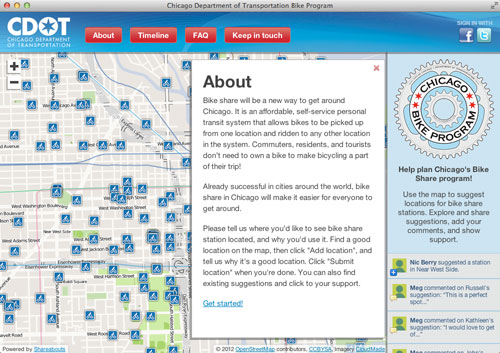 Chicago Department of Transportation Bike Program
CDOT
CHICAGO DEPARTMENT
OF TRANSPORTATION
About
Timeline
FAQ
Keep in touch
SIGN IN WITH
About
Bike share will be a new way to get around
Chicago. It is an affordable, self-service personal
transit system that allows bikes to be picked up
from one location and ridden to any other location
in the system. Commuters, residents, and tourists
don't need to own a bike to make bicycling a part
of their trip!
Already successful in cities around the world, bike
share in Chicago will make it easier for everyone to
get around.
Please tell us where you'd like to see bike share
station located, and why you'd use it. Find a good
location on the map, then click "Add location", and
tell us why it's a good location. Click "Submit
location" when you're done. You can also find
existing suggestions and click to your support.
Get started!
CHICAGO
BIKE PROGRAM
Help plan Chicago's Bike
Share program!
Use the map to suggest
locations for bike share
stations. Explore and share
suggestions, add your
comments, and show
support.
Nic Berry suggested a station
in Near West Side.
Meg commented on Russell's
suggestion: "This is a perfect
spot..."
Meg commented on Kathleen's
suggestion: "I would love to get
of..."
Meg commented on John's
West Washington Boulevard
West Madison Street
West Adams Street
Powered by Shareabouts
© 2012 OpenStreetMap contributors, CCBYSA. Imagery CloudMade